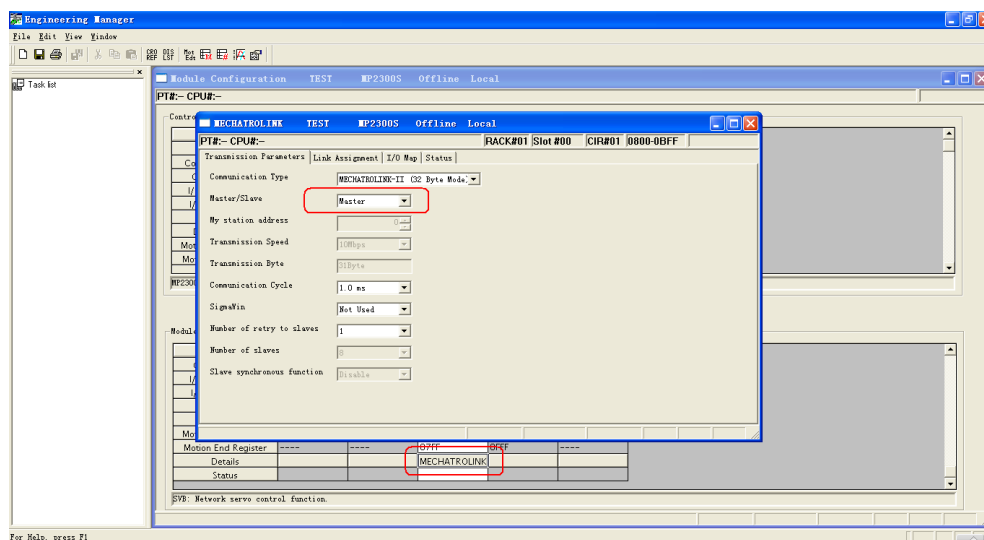 Engineering Manager
File Edit View Window
Task list
Module Configuration TEST MP2300S Offline Local
PT#:– CPU#:–
MECHATROLINK TEST MP2300S Offline Local
PT#:– CPU#:– RACK#01 Slot #00 CIR#01 0800-0BFF
Transmission Parameters Link Assignment I/O Map Status
Communication Type MECHATROLINK-II (32 Byte Mode)
Master/Slave Master
My station address 0
Transmission Speed 10Mbps
Transmission Byte 31Byte
Communication Cycle 1.0 ms
SigmaWin Not Used
Number of retry to slaves 1
Number of slaves 8
Slave synchronous function Disable
Motion End Register ---- ---- 07FF 0FFF ----
Details MECHATROLINK
Status
SVB: Network servo control function.
For Help, press F1